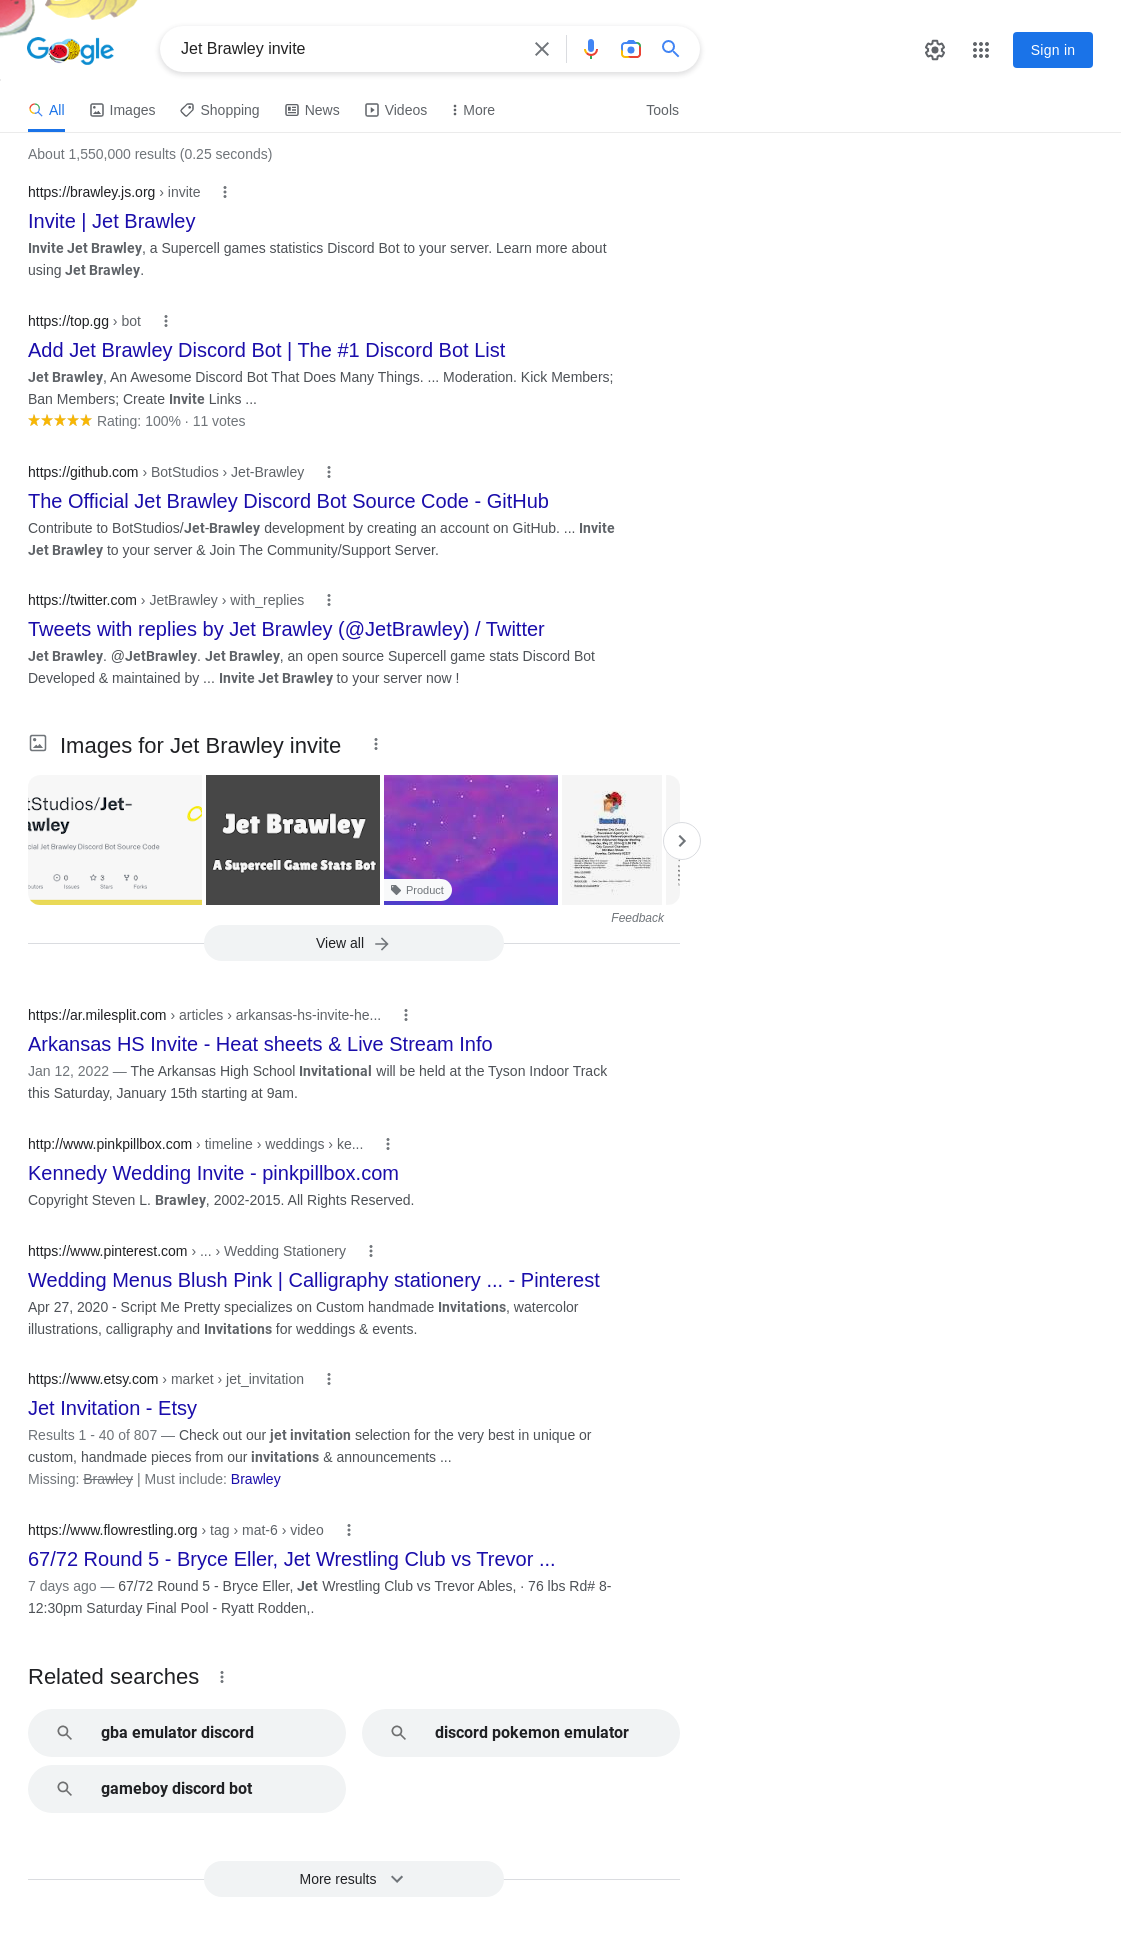 Google
Jet Brawley invite
Sign in
All
Images
Shopping
News
Videos
More
Tools
About 1,550,000 results (0.25 seconds)
https://brawley.js.org › invite
Invite | Jet Brawley
Invite Jet Brawley, a Supercell games statistics Discord Bot to your server. Learn more about
using Jet Brawley.
https://top.gg › bot
Add Jet Brawley Discord Bot | The #1 Discord Bot List
Jet Brawley, An Awesome Discord Bot That Does Many Things. ... Moderation. Kick Members;
Ban Members; Create Invite Links ...
Rating: 100% · 11 votes
https://github.com › BotStudios › Jet-Brawley
The Official Jet Brawley Discord Bot Source Code - GitHub
Contribute to BotStudios/Jet-Brawley development by creating an account on GitHub. ... Invite
Jet Brawley to your server & Join The Community/Support Server.
https://twitter.com › JetBrawley › with_replies
Tweets with replies by Jet Brawley (@JetBrawley) / Twitter
Jet Brawley. @JetBrawley. Jet Brawley, an open source Supercell game stats Discord Bot
Developed & maintained by ... Invite Jet Brawley to your server now !
Images for Jet Brawley invite
tStudios/Jet-
awley
cial Jet Brawley Discord Bot Source Code
0
3
0
Issues
Stars
Forks
Jet Brawley
A Supercell Game Stats Bot
Product
Memorial Day
Feedback
View all
https://ar.milesplit.com › articles › arkansas-hs-invite-he...
Arkansas HS Invite - Heat sheets & Live Stream Info
Jan 12, 2022 — The Arkansas High School Invitational will be held at the Tyson Indoor Track
this Saturday, January 15th starting at 9am.
http://www.pinkpillbox.com › timeline › weddings › ke...
Kennedy Wedding Invite - pinkpillbox.com
Copyright Steven L. Brawley, 2002-2015. All Rights Reserved.
https://www.pinterest.com › ... › Wedding Stationery
Wedding Menus Blush Pink | Calligraphy stationery ... - Pinterest
Apr 27, 2020 - Script Me Pretty specializes on Custom handmade Invitations, watercolor
illustrations, calligraphy and Invitations for weddings & events.
https://www.etsy.com › market › jet_invitation
Jet Invitation - Etsy
Results 1 - 40 of 807 — Check out our jet invitation selection for the very best in unique or
custom, handmade pieces from our invitations & announcements ...
Missing: Brawley | Must include: Brawley
https://www.flowrestling.org › tag › mat-6 › video
67/72 Round 5 - Bryce Eller, Jet Wrestling Club vs Trevor ...
7 days ago — 67/72 Round 5 - Bryce Eller, Jet Wrestling Club vs Trevor Ables, · 76 lbs Rd# 8-
12:30pm Saturday Final Pool - Ryatt Rodden,.
Related searches
gba emulator discord
discord pokemon emulator
gameboy discord bot
More results